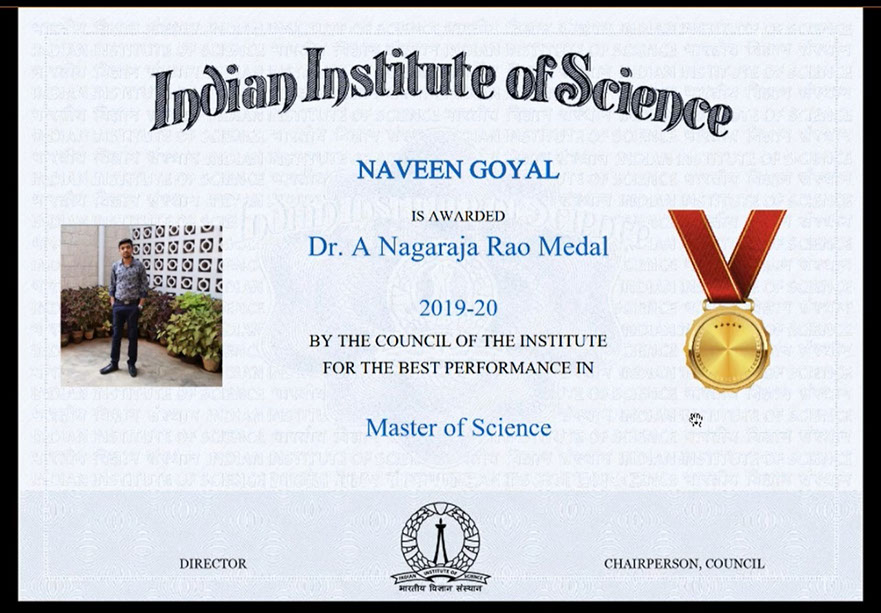 Indian Institute of Science
NAVEEN GOYAL
IS AWARDED
Dr. A Nagaraja Rao Medal
2019-20
BY THE COUNCIL OF THE INSTITUTE
FOR THE BEST PERFORMANCE IN
Master of Science
DIRECTOR
CHAIRPERSON, COUNCIL
INDIAN INSTITUTE OF SCIENCE
भारतीय विज्ञान संस्थान